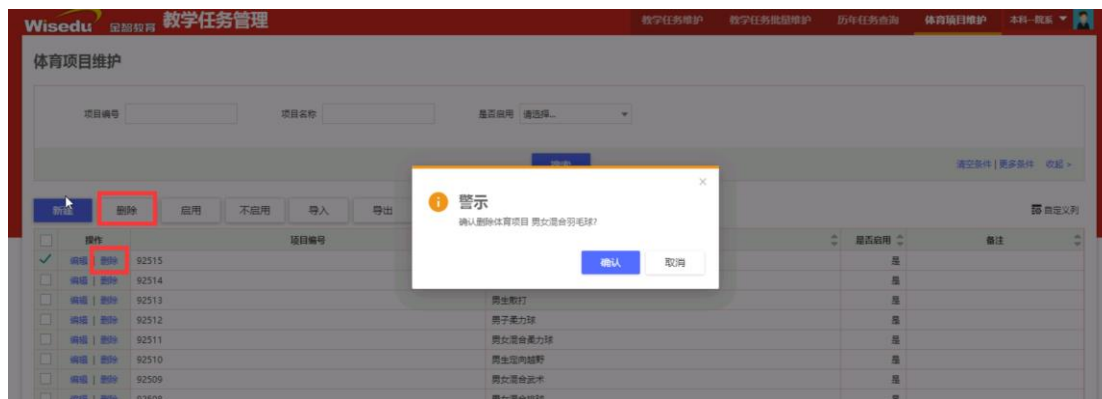 Wisedu 金智教育 教学任务管理 教学任务维护 教学任务批量维护 历年任务查询 体育项目维护 本科--院系
体育项目维护
项目编号 项目名称 是否启用 请选择...
搜索
清空条件 | 更多条件 收起
新建 删除 启用 不启用 导入 导出 自定义列
警示
确认删除体育项目 男女混合羽毛球?
确认 取消
操作 项目编号 是否启用 备注
编辑 | 删除 92515 是
编辑 | 删除 92514 是
编辑 | 删除 92513 男生散打 是
编辑 | 删除 92512 男子柔力球 是
编辑 | 删除 92511 男女混合柔力球 是
编辑 | 删除 92510 男生定向越野 是
编辑 | 删除 92509 男女混合武术 是
编辑 | 删除 92508 是